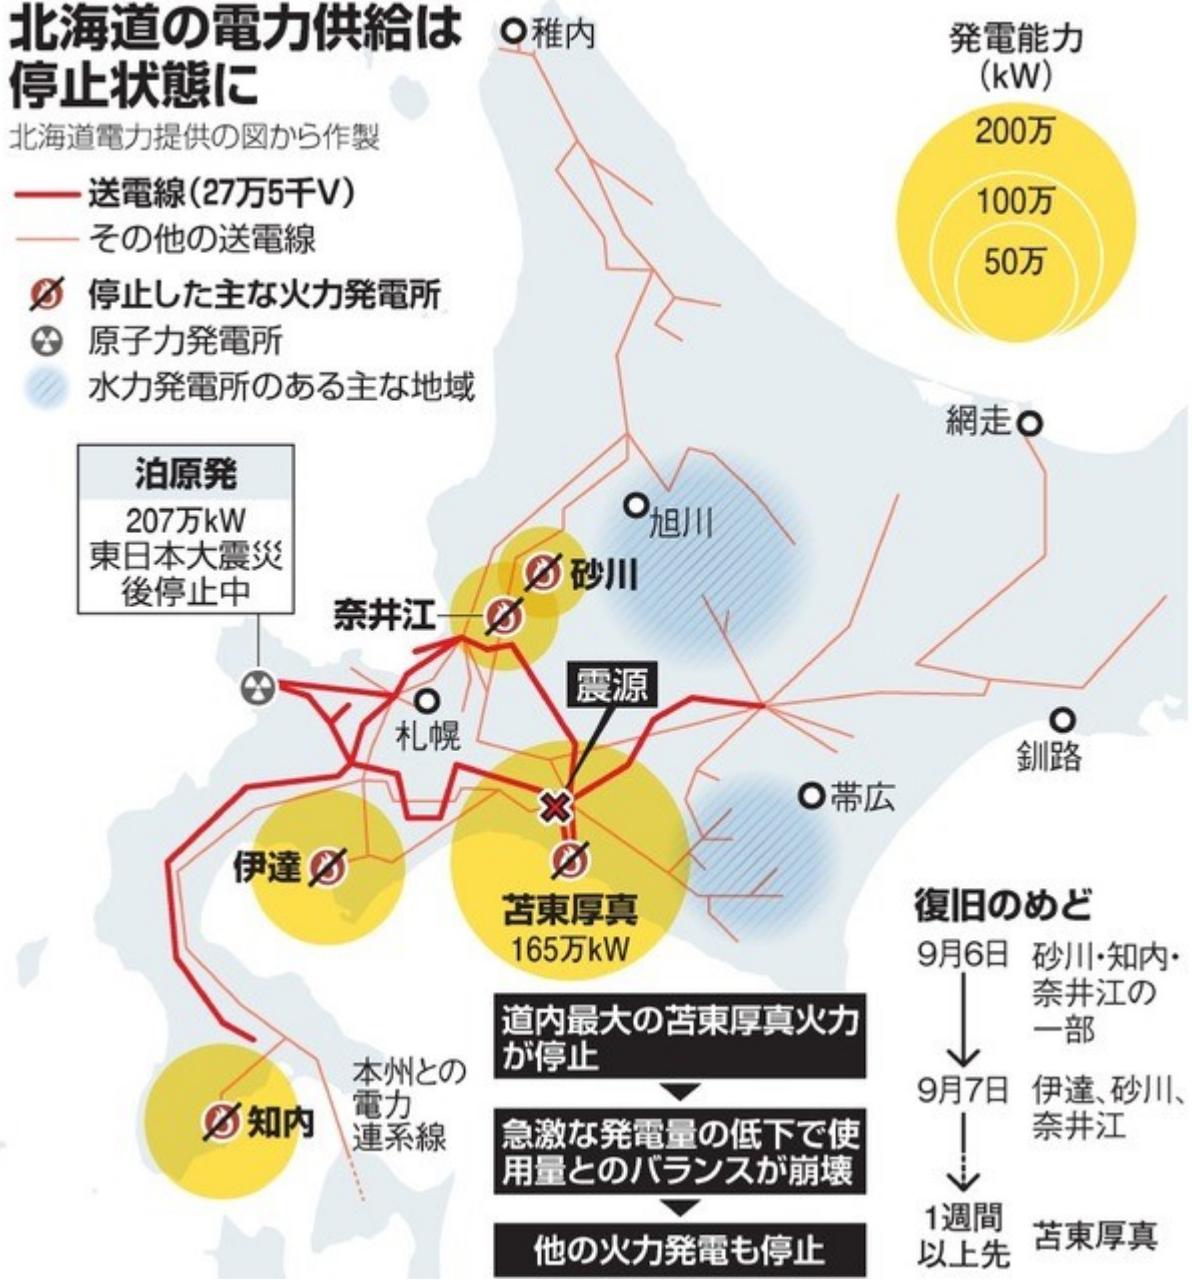 北海道の電力供給は
停止状態に
北海道電力提供の図から作製
送電線(27万5千V)
その他の送電線
停止した主な火力発電所
原子力発電所
水力発電所のある主な地域
発電能力
(kW)
200万
100万
50万
稚内
網走
旭川
泊原発
207万kW
東日本大震災
後停止中
砂川
奈井江
震源
札幌
釧路
帯広
伊達
苫東厚真
165万kW
知内
本州との
電力
連系線
道内最大の苫東厚真火力
が停止
急激な発電量の低下で使
用量とのバランスが崩壊
他の火力発電も停止
復旧のめど
9月6日
砂川・知内・
奈井江の
一部
9月7日
伊達、砂川、
奈井江
1週間
以上先
苫東厚真